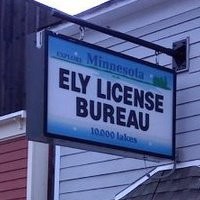 EXPLORE Minnesota
ELY LICENSE
BUREAU
10,000 lakes